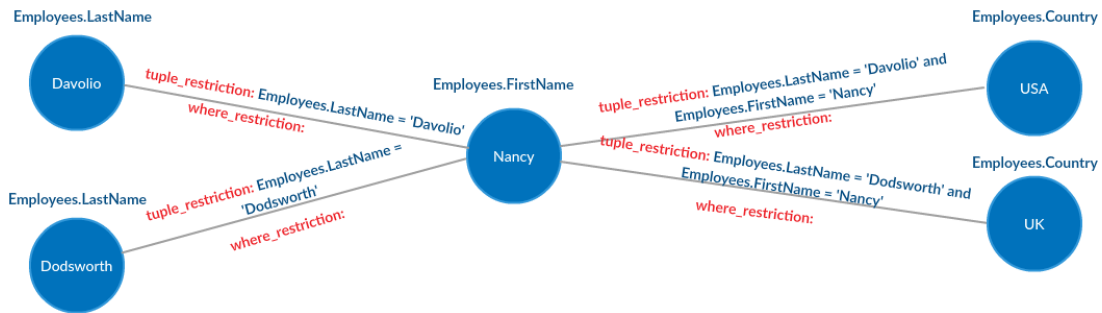 Employees.LastName
Davolio
tuple_restriction: Employees.LastName = 'Davolio'
where_restriction:
Employees.LastName
Dodsworth
tuple_restriction: Employees.LastName =
'Dodsworth'
where_restriction:
Employees.FirstName
Nancy
tuple_restriction: Employees.LastName = 'Davolio' and
Employees.FirstName = 'Nancy'
where_restriction:
tuple_restriction: Employees.LastName = 'Dodsworth' and
Employees.FirstName = 'Nancy'
where_restriction:
Employees.Country
USA
Employees.Country
UK